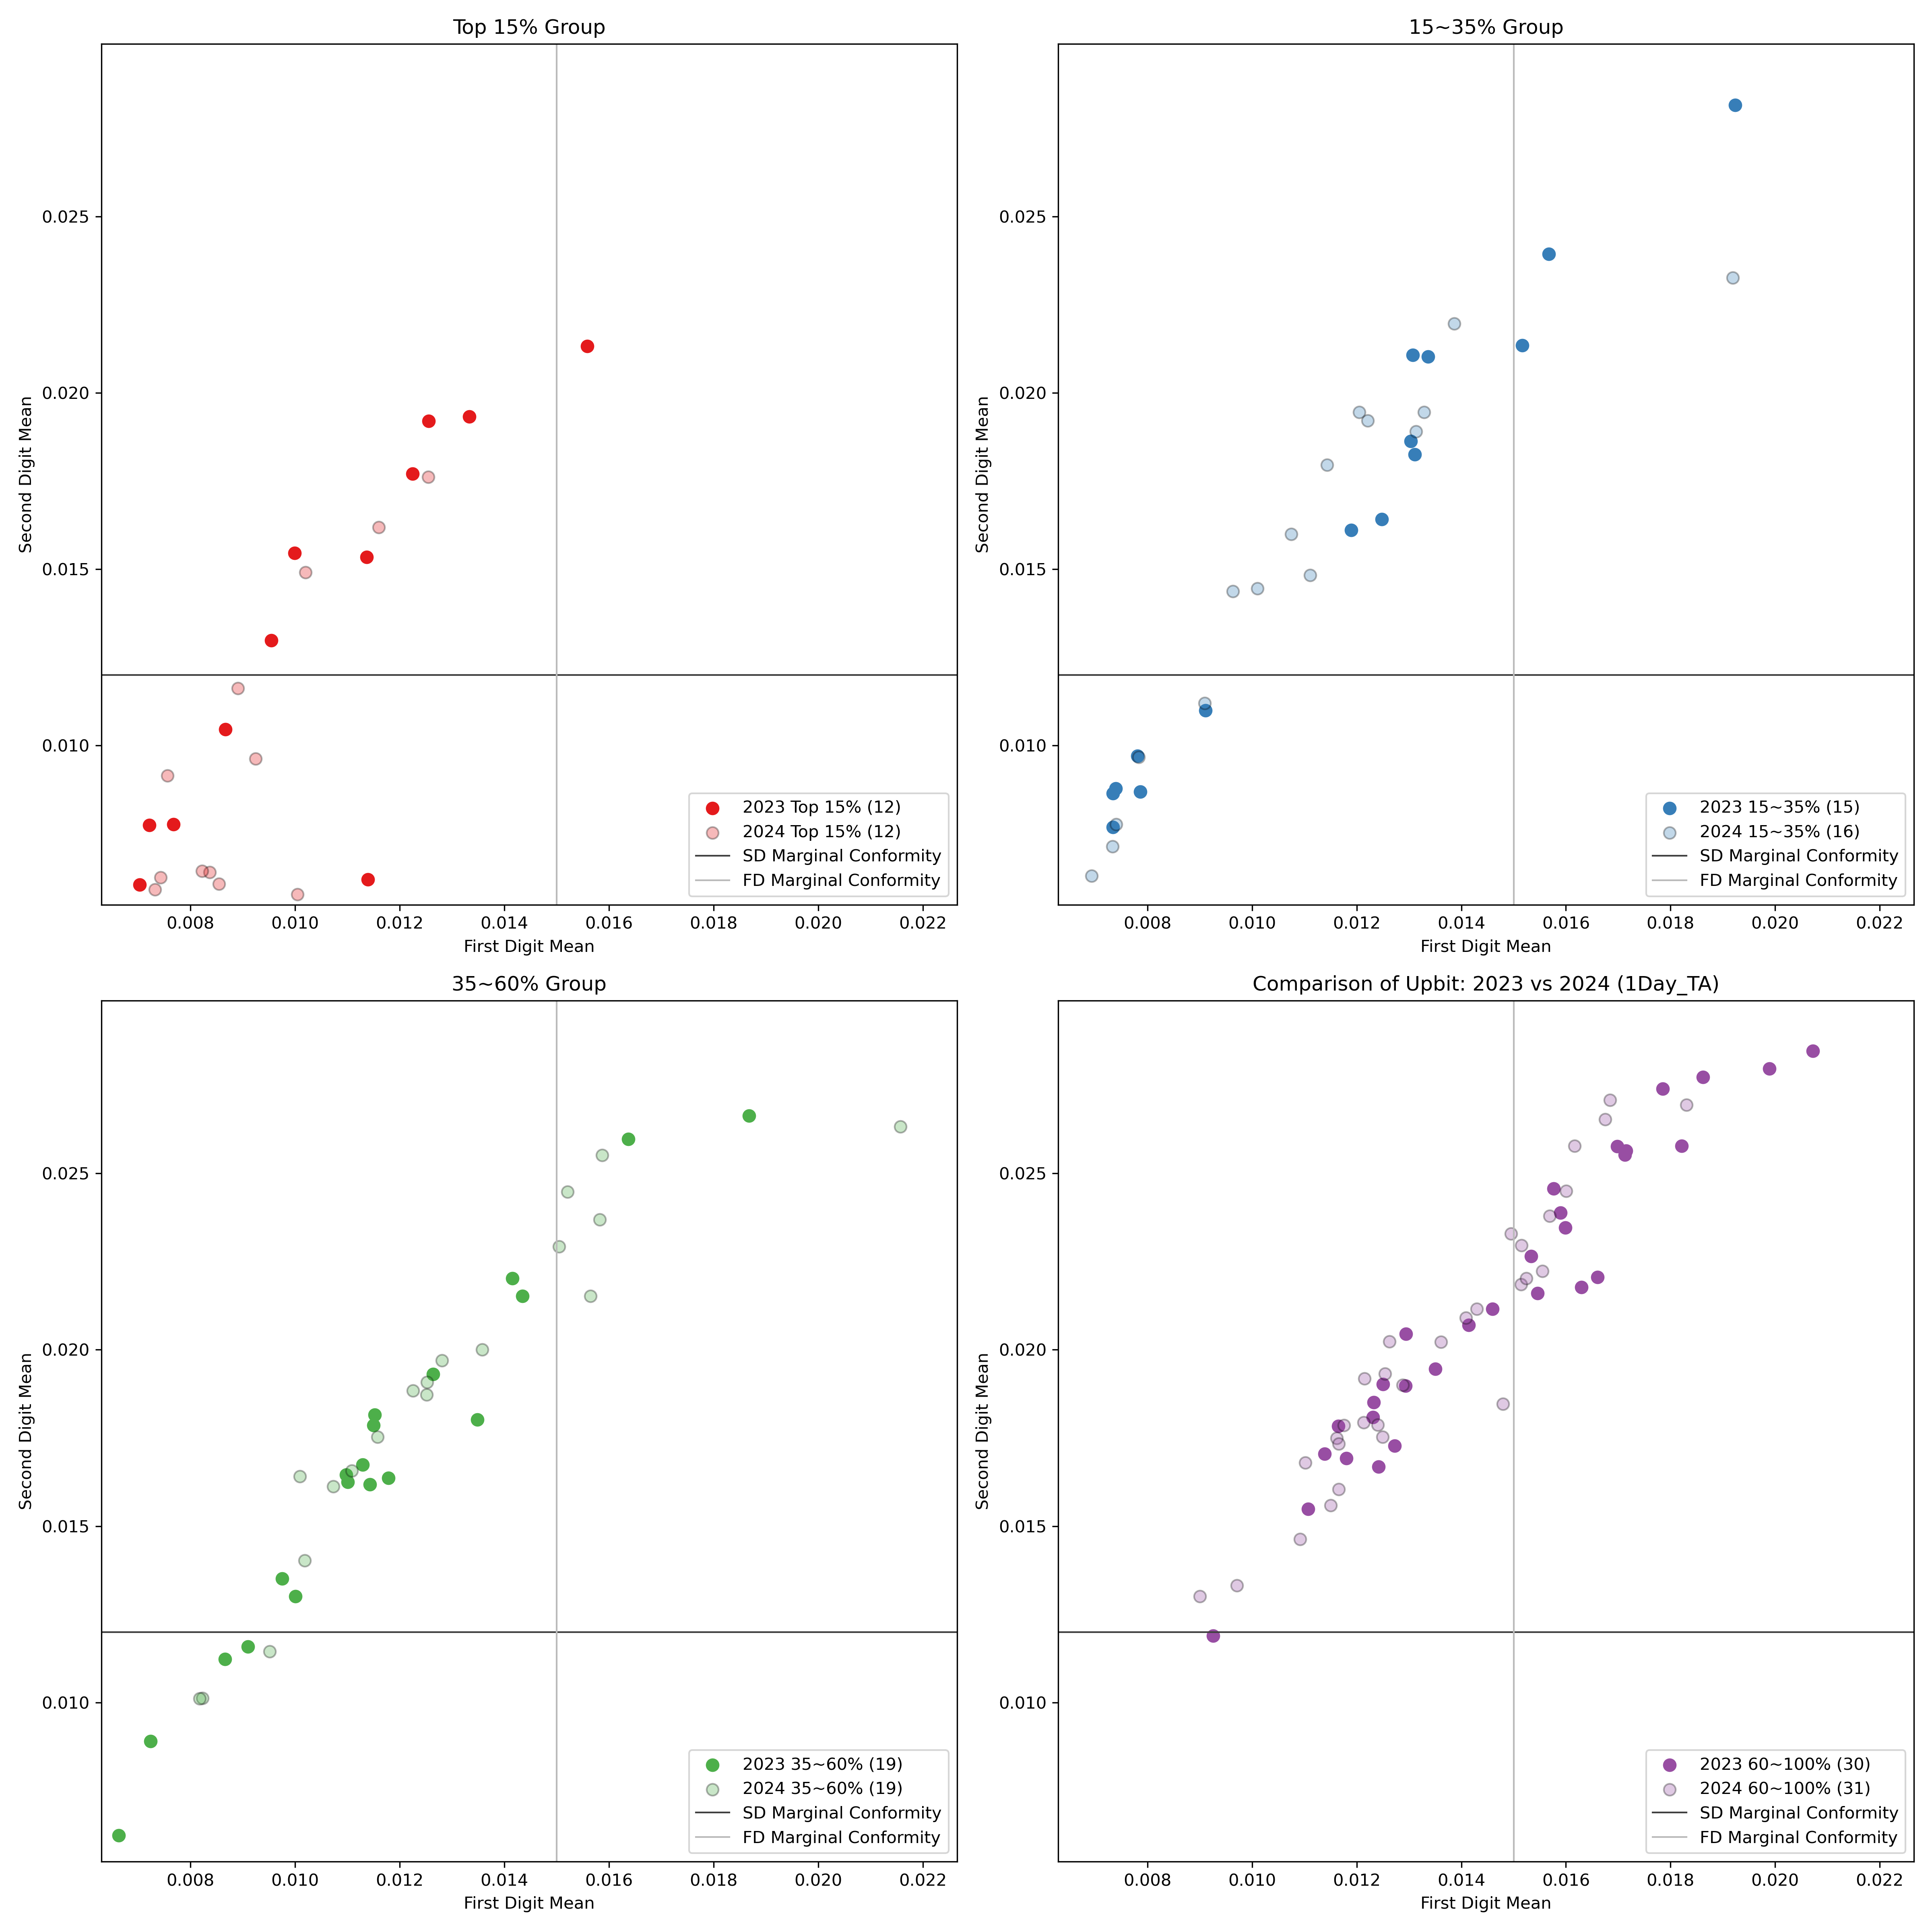 Top 15% Group
Second Digit Mean
0.025
0.020
0.015
0.010
0.008 0.010 0.012 0.014 0.016 0.018 0.020 0.022
First Digit Mean
2023 Top 15% (12)
2024 Top 15% (12)
SD Marginal Conformity
FD Marginal Conformity
15~35% Group
Second Digit Mean
0.025
0.020
0.015
0.010
0.008 0.010 0.012 0.014 0.016 0.018 0.020 0.022
First Digit Mean
2023 15~35% (15)
2024 15~35% (16)
SD Marginal Conformity
FD Marginal Conformity
35~60% Group
Second Digit Mean
0.025
0.020
0.015
0.010
0.008 0.010 0.012 0.014 0.016 0.018 0.020 0.022
First Digit Mean
2023 35~60% (19)
2024 35~60% (19)
SD Marginal Conformity
FD Marginal Conformity
Comparison of Upbit: 2023 vs 2024 (1Day_TA)
Second Digit Mean
0.025
0.020
0.015
0.010
0.008 0.010 0.012 0.014 0.016 0.018 0.020 0.022
First Digit Mean
2023 60~100% (30)
2024 60~100% (31)
SD Marginal Conformity
FD Marginal Conformity